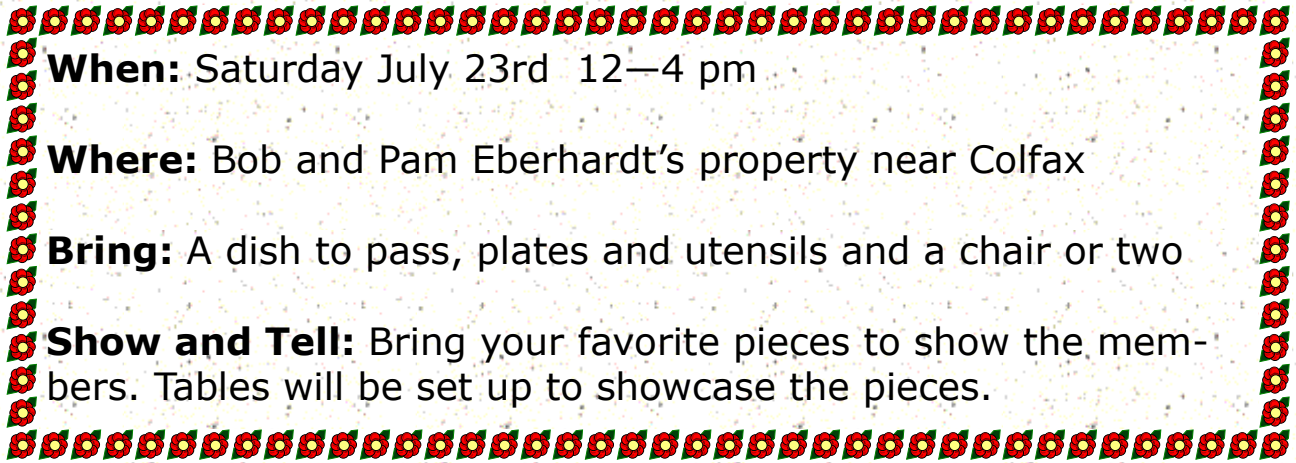 When: Saturday July 23rd  12—4 pm
Where: Bob and Pam Eberhardt’s property near Colfax
Bring: A dish to pass, plates and utensils and a chair or two
Show and Tell: Bring your favorite pieces to show the mem-
bers. Tables will be set up to showcase the pieces.